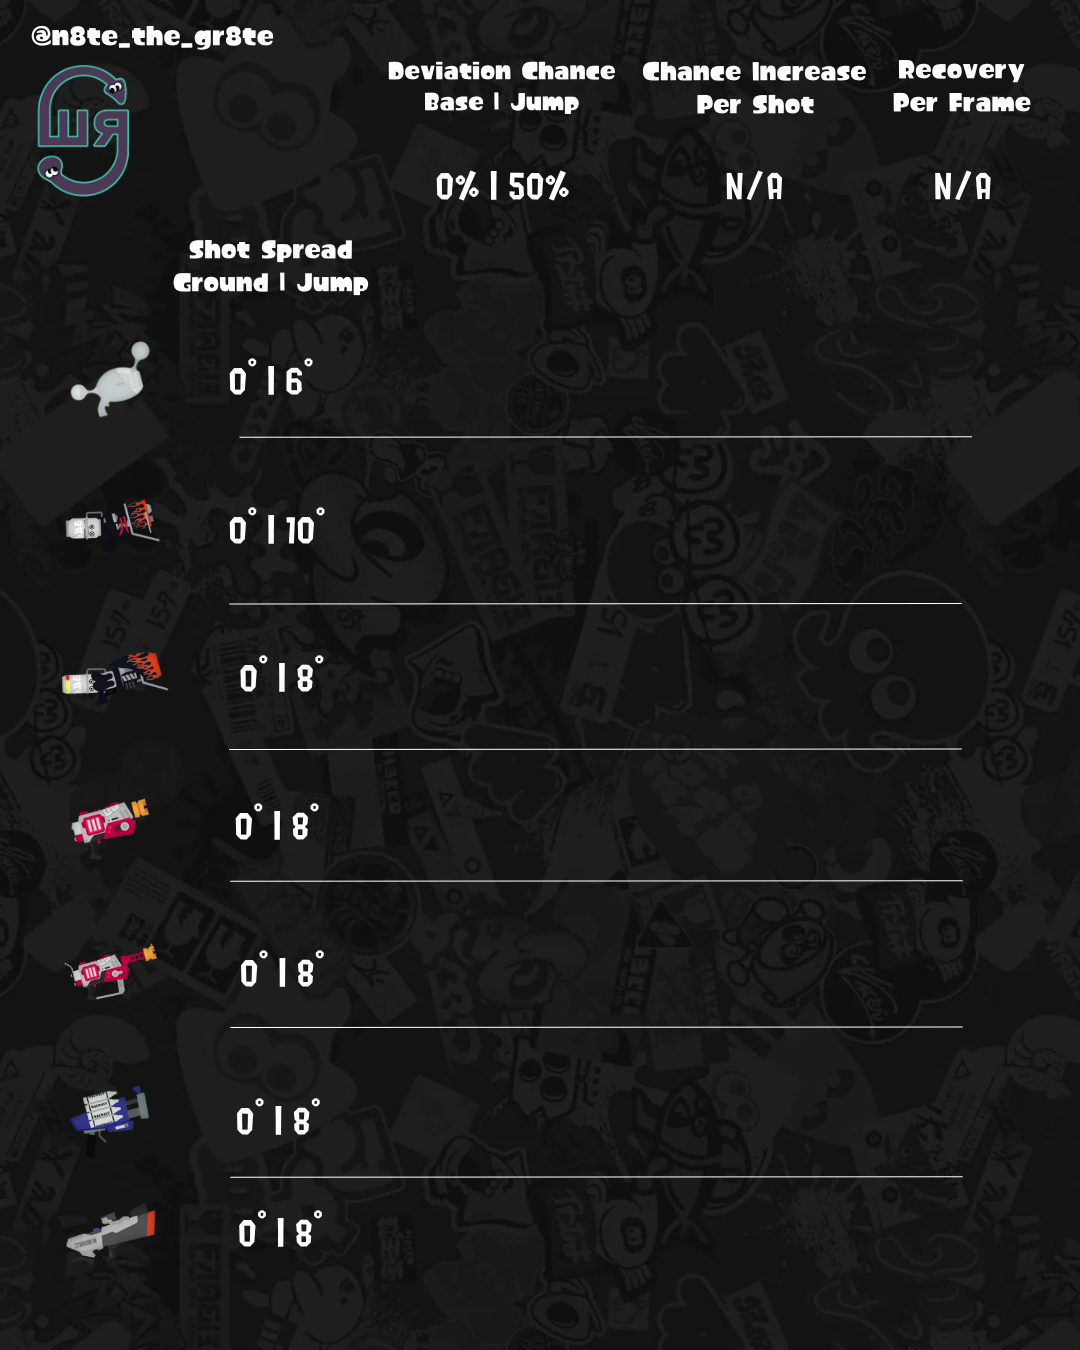 @n8te_the_gr8te
Deviation Chance
Base | Jump
Chance Increase
Per Shot
Recovery
Per Frame
0% | 50%
N/A
N/A
Shot Spread
Ground | Jump
0° | 6°
0° | 10°
0° | 8°
0° | 8°
0° | 8°
0° | 8°
0° | 8°